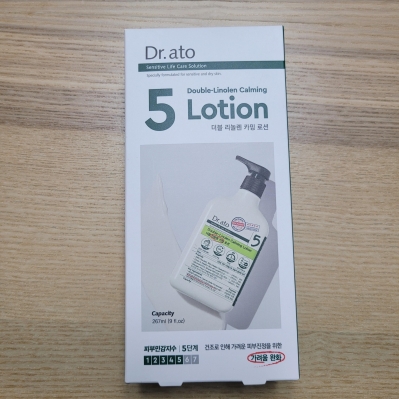 Dr.ato
Sensitive Life Care Solution
Specially formulated for sensitive and dry skin
Double-Linolen Calming
5 Lotion
더블 리놀렌 카밍 로션
Dr.ato
5
Capacity
267ml (9 fl.oz)
피부민감지수 | 5단계
1 2 3 4 5 6 7
건조로 인해 가려운 피부진정을 위한
가려움 완화